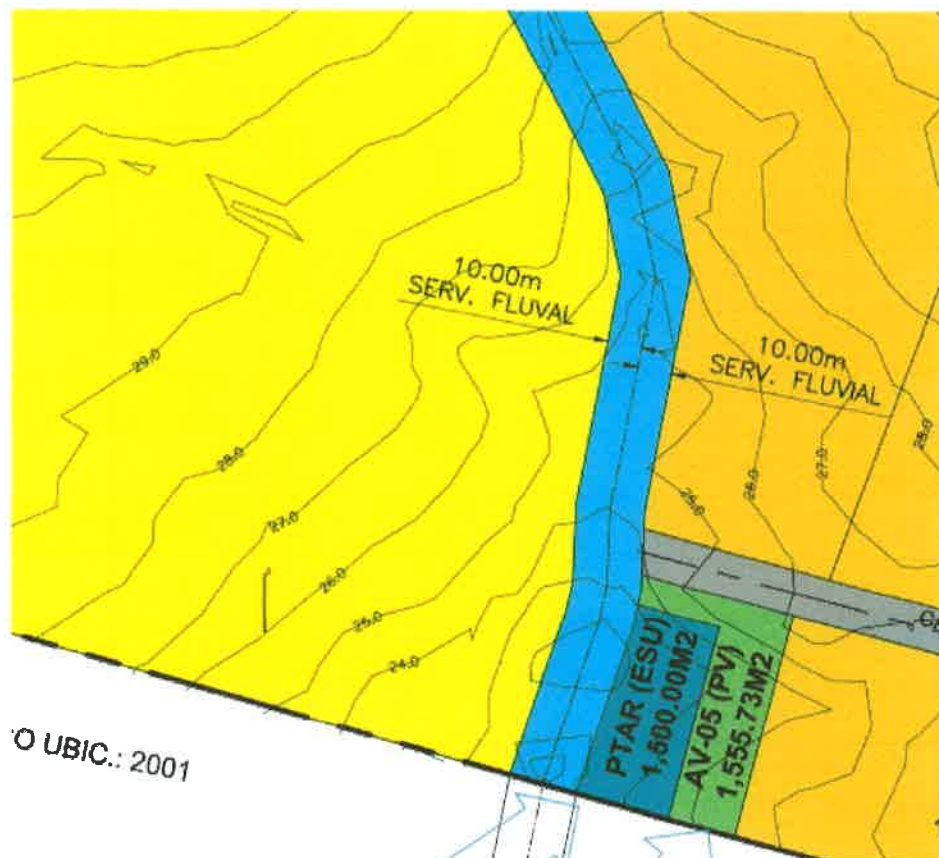 10.00m
SERV. FLUVAL
10.00m
SERV. FLUVIAL
29.0
28.0
27.0
26.0
25.0
24.0
25.0
26.0
27.0
28.0
PTAR (ESU)
1,500.00M2
AV-05 (PV)
1,555.73M2
O UBIC.: 2001